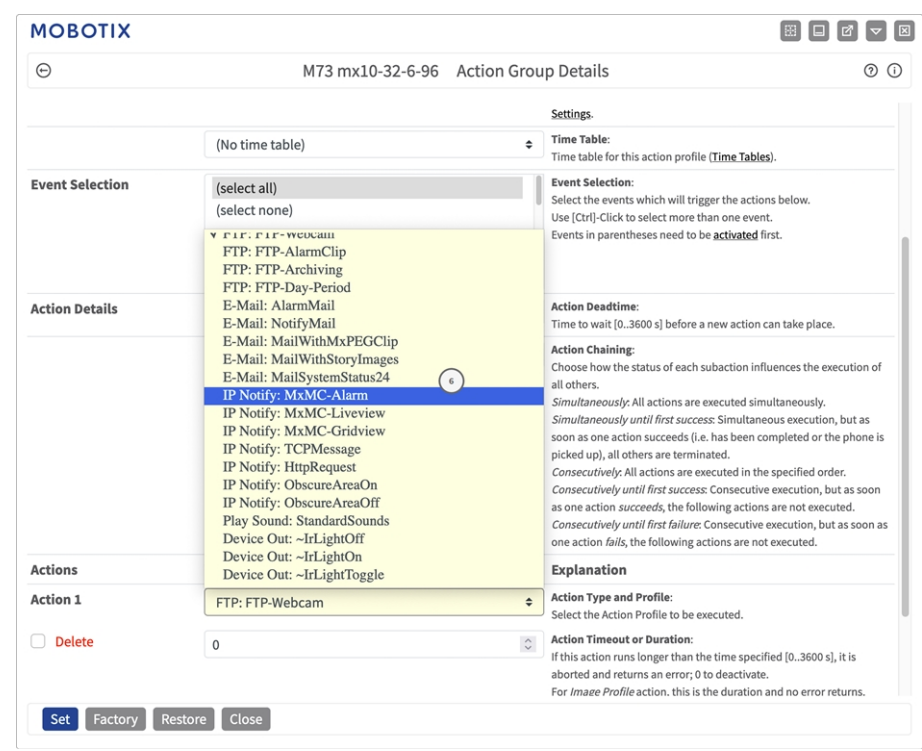 MOBOTIX
M73 mx10-32-6-96 Action Group Details
Settings.
(No time table)
Time Table:
Time table for this action profile (Time Tables).
Event Selection
(select all)
(select none)
Event Selection:
Select the events which will trigger the actions below.
Use [Ctrl]-Click to select more than one event.
Events in parentheses need to be activated first.
FTP: FTP-Webcam
FTP: FTP-AlarmClip
FTP: FTP-Archiving
FTP: FTP-Day-Period
E-Mail: AlarmMail
E-Mail: NotifyMail
E-Mail: MailWithMxPEGClip
E-Mail: MailWithStoryImages
E-Mail: MailSystemStatus24
6
IP Notify: MxMC-Alarm
IP Notify: MxMC-Liveview
IP Notify: MxMC-Gridview
IP Notify: TCPMessage
IP Notify: HttpRequest
IP Notify: ObscureAreaOn
IP Notify: ObscureAreaOff
Play Sound: StandardSounds
Device Out: ~IrLightOff
Device Out: ~IrLightOn
Device Out: ~IrLightToggle
Action Details
Action Deadtime:
Time to wait [0..3600 s] before a new action can take place.
Action Chaining:
Choose how the status of each subaction influences the execution of
all others.
Simultaneously: All actions are executed simultaneously.
Simultaneously until first success: Simultaneous execution, but as
soon as one action succeeds (i.e. has been completed or the phone is
picked up), all others are terminated.
Consecutively: All actions are executed in the specified order.
Consecutively until first success: Consecutive execution, but as soon
as one action succeeds, the following actions are not executed.
Consecutively until first failure: Consecutive execution, but as soon as
one action fails, the following actions are not executed.
Actions
Explanation
Action 1
FTP: FTP-Webcam
Action Type and Profile:
Select the Action Profile to be executed.
Delete
0
Action Timeout or Duration:
If this action runs longer than the time specified [0..3600 s], it is
aborted and returns an error; 0 to deactivate.
For Image Profile action, this is the duration and no error returns.
Set Factory Restore Close